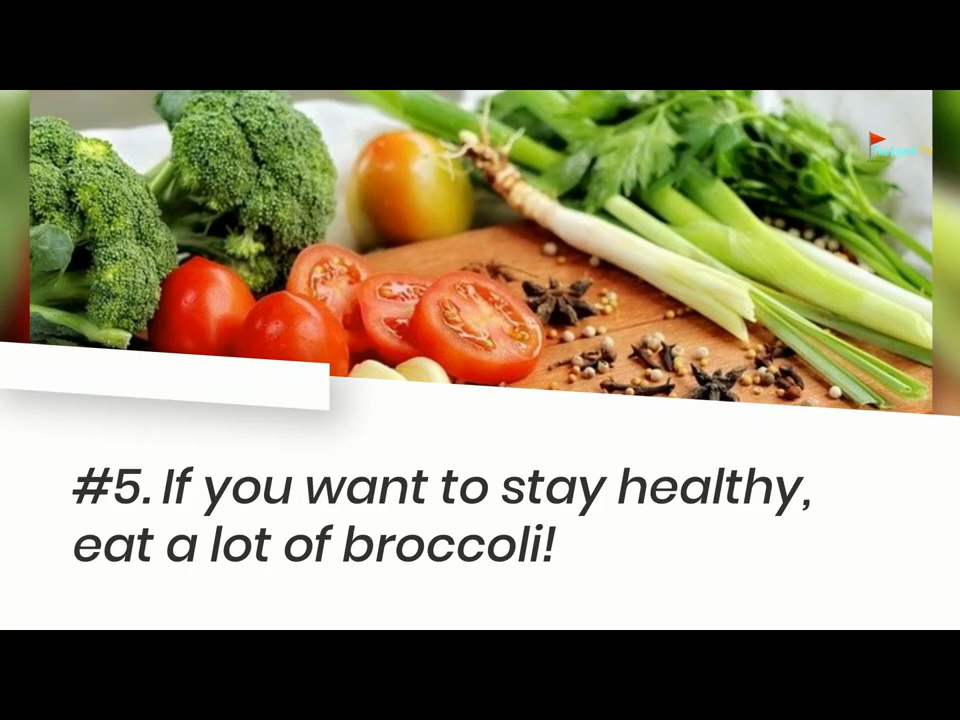 #5. If you want to stay healthy,
eat a lot of broccoli!